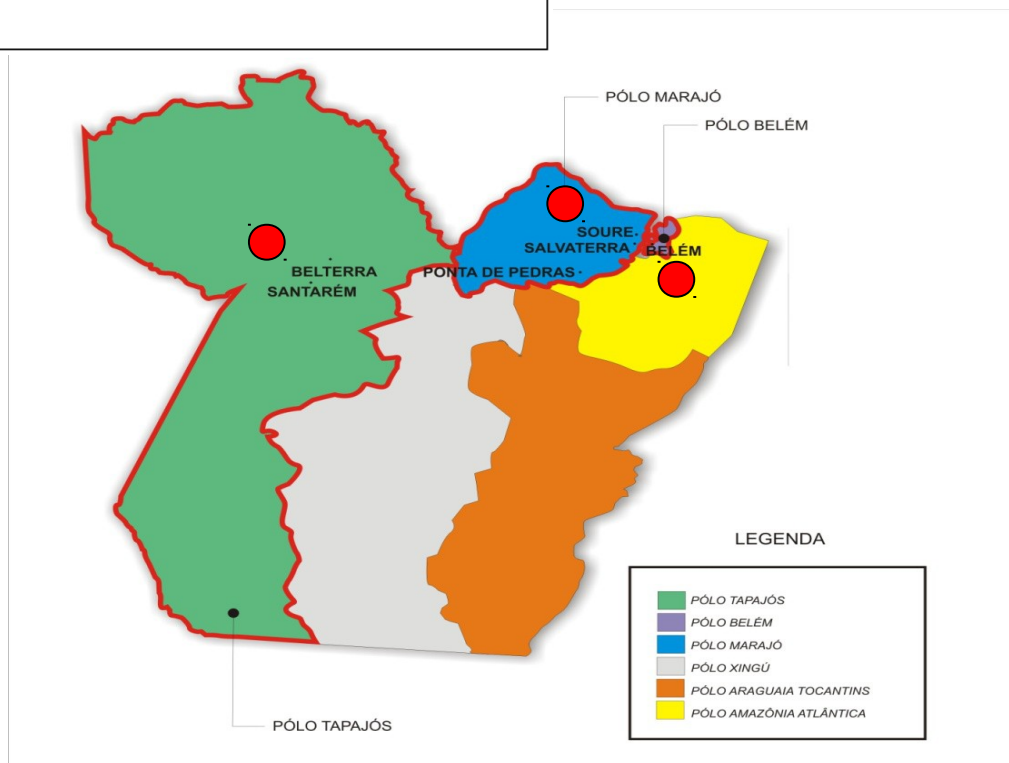 PÓLO MARAJÓ
PÓLO BELÉM
SOURE
SALVATERRA
BELÉM
BELTERRA
PONTA DE PEDRAS
SANTARÉM
LEGENDA
PÓLO TAPAJÓS
PÓLO BELÉM
PÓLO MARAJÓ
PÓLO XINGÚ
PÓLO ARAGUAIA TOCANTINS
PÓLO AMAZÔNIA ATLÂNTICA
PÓLO TAPAJÓS